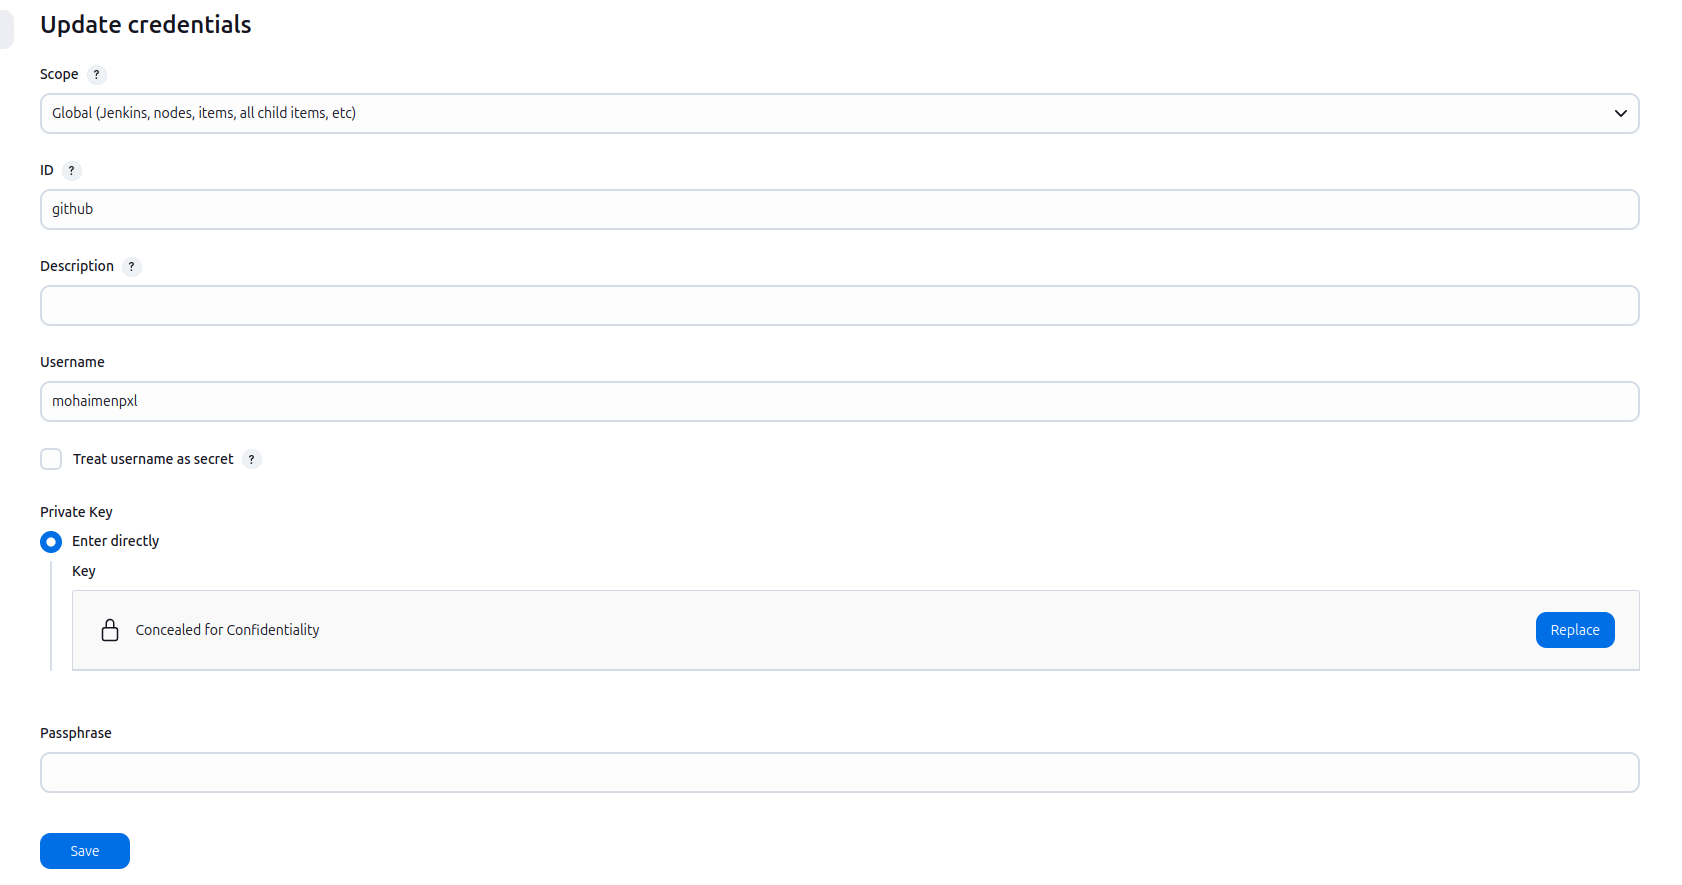 Update credentials
Scope ?
Global (Jenkins, nodes, items, all child items, etc)
ID ?
github
Description ?
Username
mohaimenpxl
Treat username as secret ?
Private Key
Enter directly
Key
Concealed for Confidentiality
Replace
Passphrase
Save